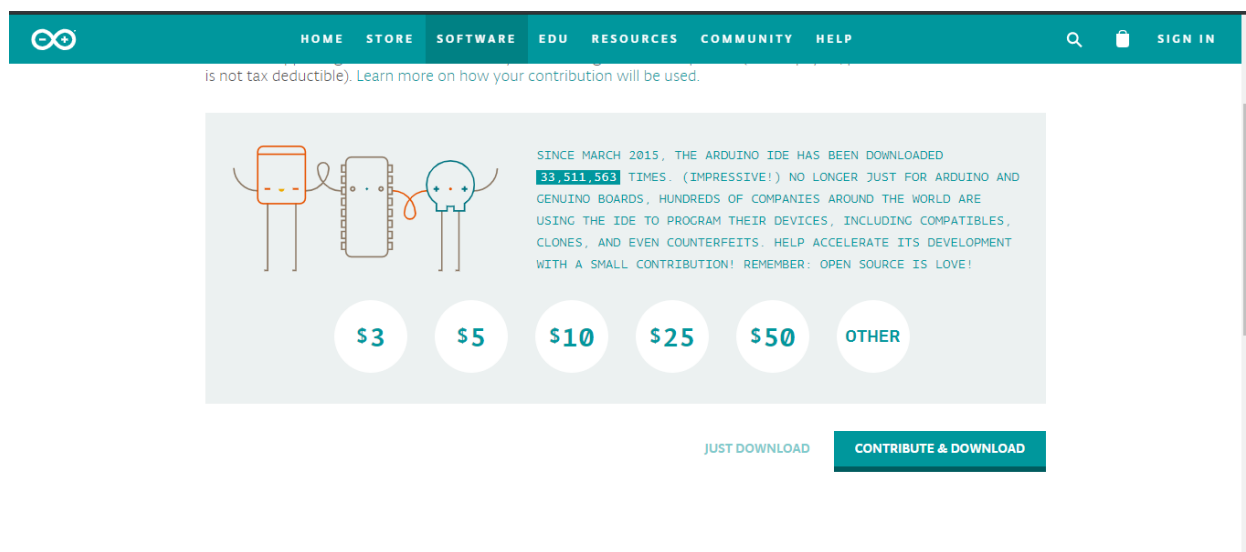 HOME STORE SOFTWARE EDU RESOURCES COMMUNITY HELP SIGN IN
is not tax deductible). Learn more on how your contribution will be used.
SINCE MARCH 2015, THE ARDUINO IDE HAS BEEN DOWNLOADED
33,511,563 TIMES. (IMPRESSIVE!) NO LONGER JUST FOR ARDUINO AND
GENUINO BOARDS, HUNDREDS OF COMPANIES AROUND THE WORLD ARE
USING THE IDE TO PROGRAM THEIR DEVICES, INCLUDING COMPATIBLES,
CLONES, AND EVEN COUNTERFEITS. HELP ACCELERATE ITS DEVELOPMENT
WITH A SMALL CONTRIBUTION! REMEMBER: OPEN SOURCE IS LOVE!
$3 $5 $10 $25 $50 OTHER
JUST DOWNLOAD CONTRIBUTE & DOWNLOAD